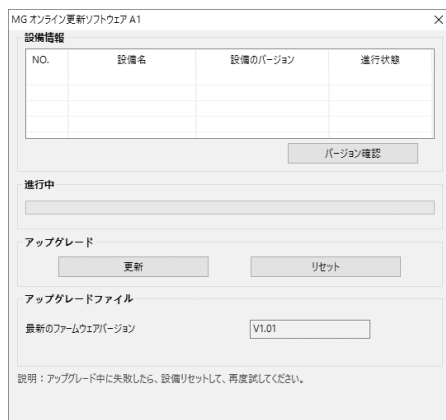 MG オンライン更新ソフトウェア A1
設備情報
NO. 設備名 設備のバージョン 進行状態
バージョン確認
進行中
アップグレード
更新 リセット
アップグレードファイル
最新のファームウェアバージョン V1.01
説明：アップグレード中に失敗したら、設備リセットして、再度試してください。